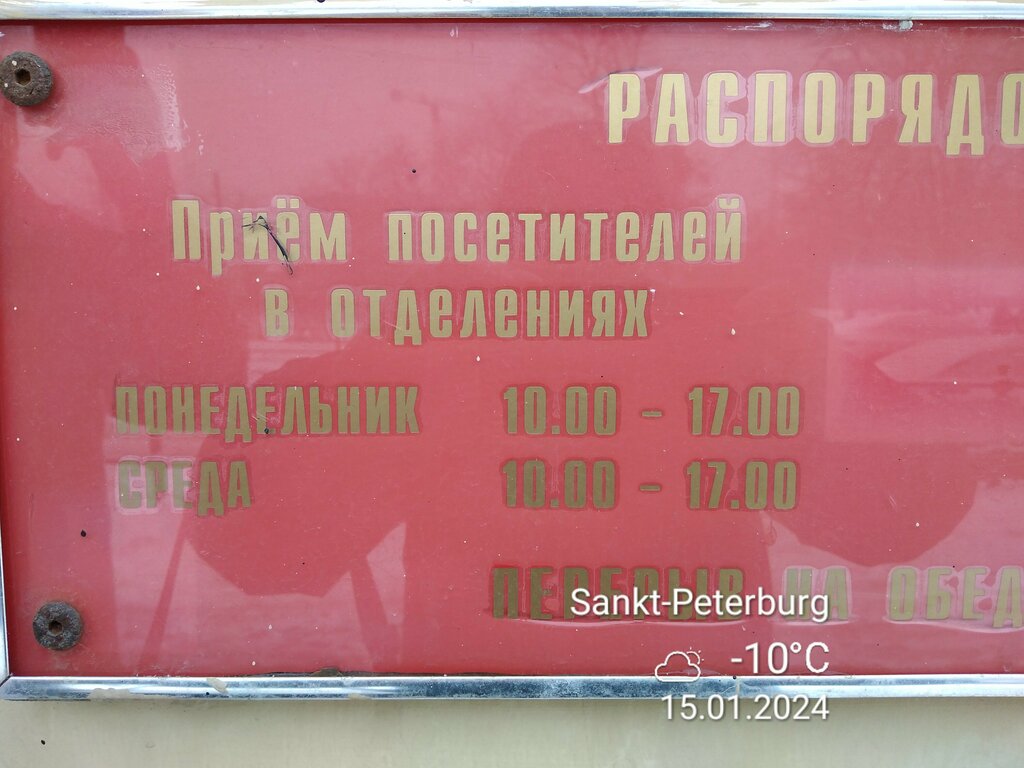 РАСПОРЯДО
Приём посетителей
в отделениях
ПОНЕДЕЛЬНИК 10.00 - 17.00
СРЕДА 10.00 - 17.00
ПЕРЕРЫВ НА ОБЕД
Sankt-Peterburg
-10°C
15.01.2024